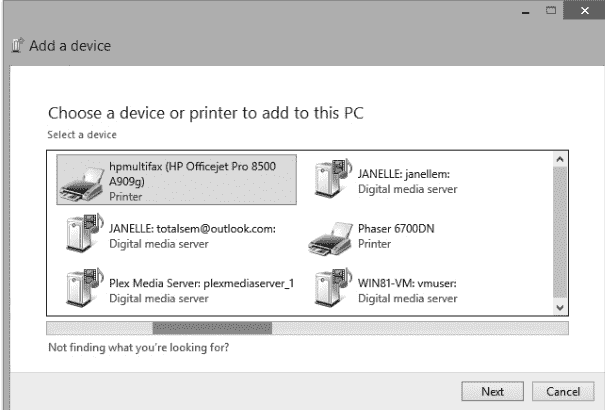 Add a device
Choose a device or printer to add to this PC
Select a device
hpmultifax (HP Officejet Pro 8500
A909g)
Printer
JANELLE: janellem:
Digital media server
JANELLE: totalsem@outlook.com:
Digital media server
Phaser 6700DN
Printer
Plex Media Server: plexmediaserver_1
Digital media server
WIN81-VM: vmuser:
Digital media server
Not finding what you're looking for?
Next
Cancel